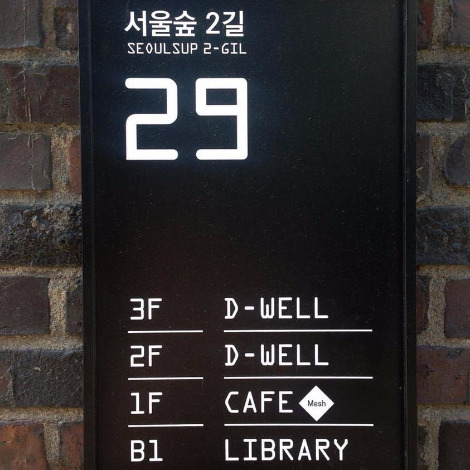 서울숲 2길
SEOULSUP 2-GIL
29
3F D-WELL
2F D-WELL
1F CAFE Mesh
B1 LIBRARY